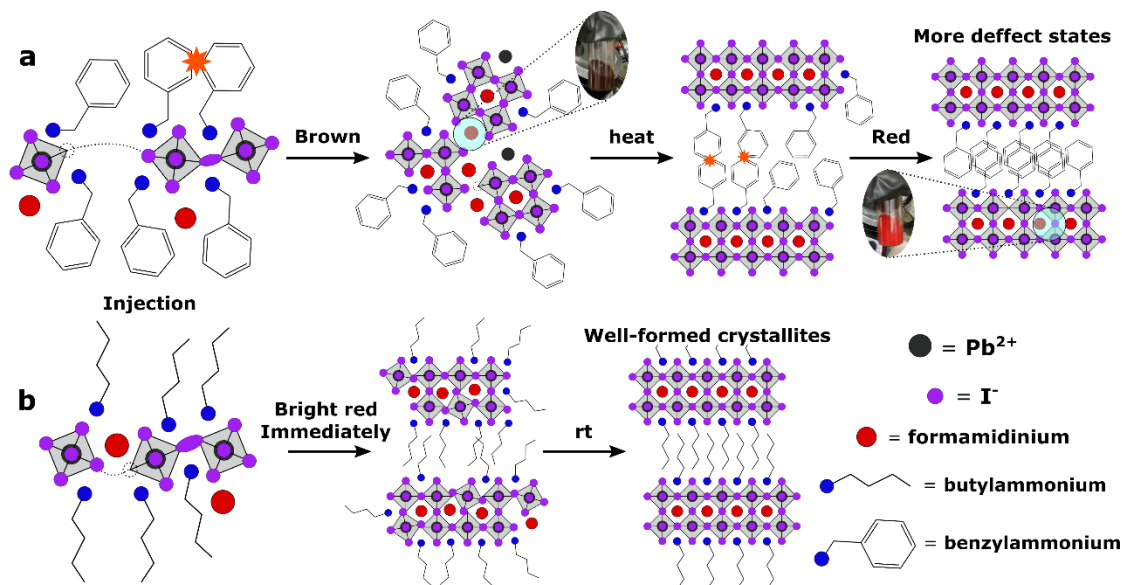 a
Brown
heat
Red
More deffect states
Injection
b
Bright red
Immediately
rt
Well-formed crystallites
= Pb²⁺
= I⁻
= formamidinium
= butylammonium
= benzylammonium